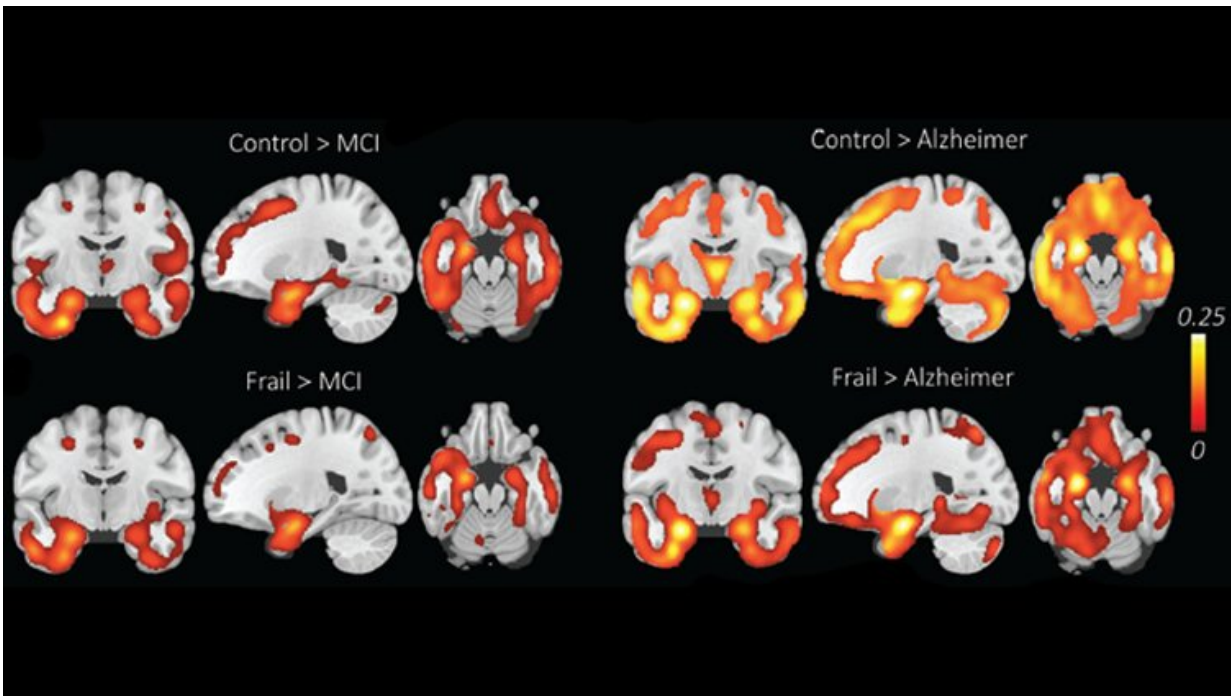 Control > MCI
Control > Alzheimer
0.25
0
Frail > MCI
Frail > Alzheimer